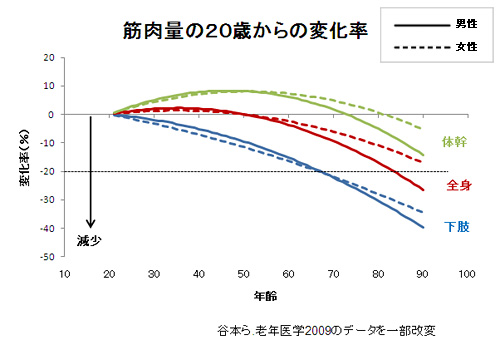 筋肉量の20歳からの変化率
男性
女性
20
10
0
-10
-20
-30
-40
-50
変化率(%)
減少
体幹
全身
下肢
10 20 30 40 50 60 70 80 90 100
年齢
谷本ら.老年医学2009のデータを一部改変